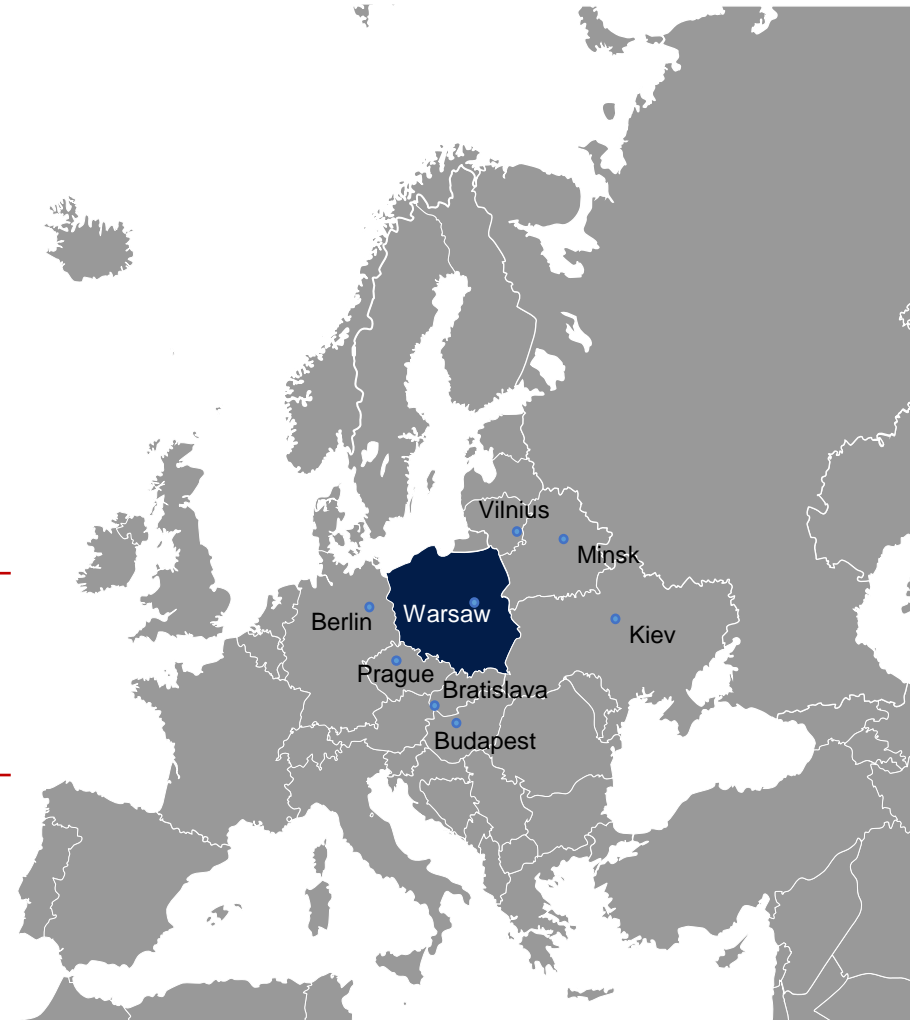 Vilnius
Minsk
Berlin
Warsaw
Kiev
Prague
Bratislava
Budapest